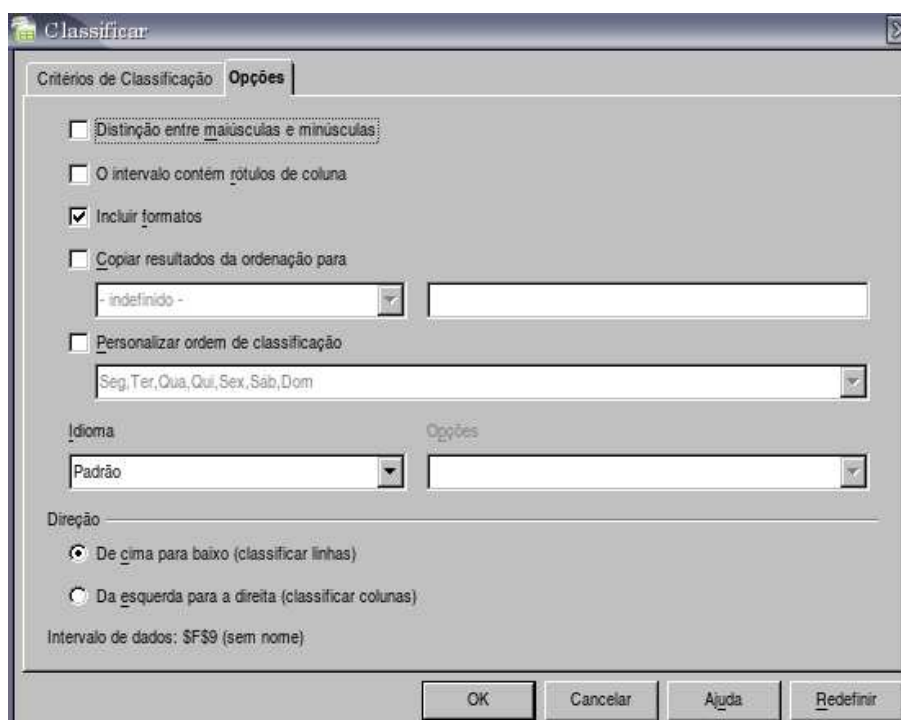 Classificar
Critérios de Classificação
Opções
Distinção entre maiúsculas e minúsculas
O intervalo contém rótulos de coluna
Incluir formatos
Copiar resultados da ordenação para
- indefinido -
Personalizar ordem de classificação
Seg,Ter,Qua,Qui,Sex,Sáb,Dom
Idioma
Opções
Padrão
Direção
De cima para baixo (classificar linhas)
Da esquerda para a direita (classificar colunas)
Intervalo de dados: $F$9 (sem nome)
OK
Cancelar
Ajuda
Redefinir